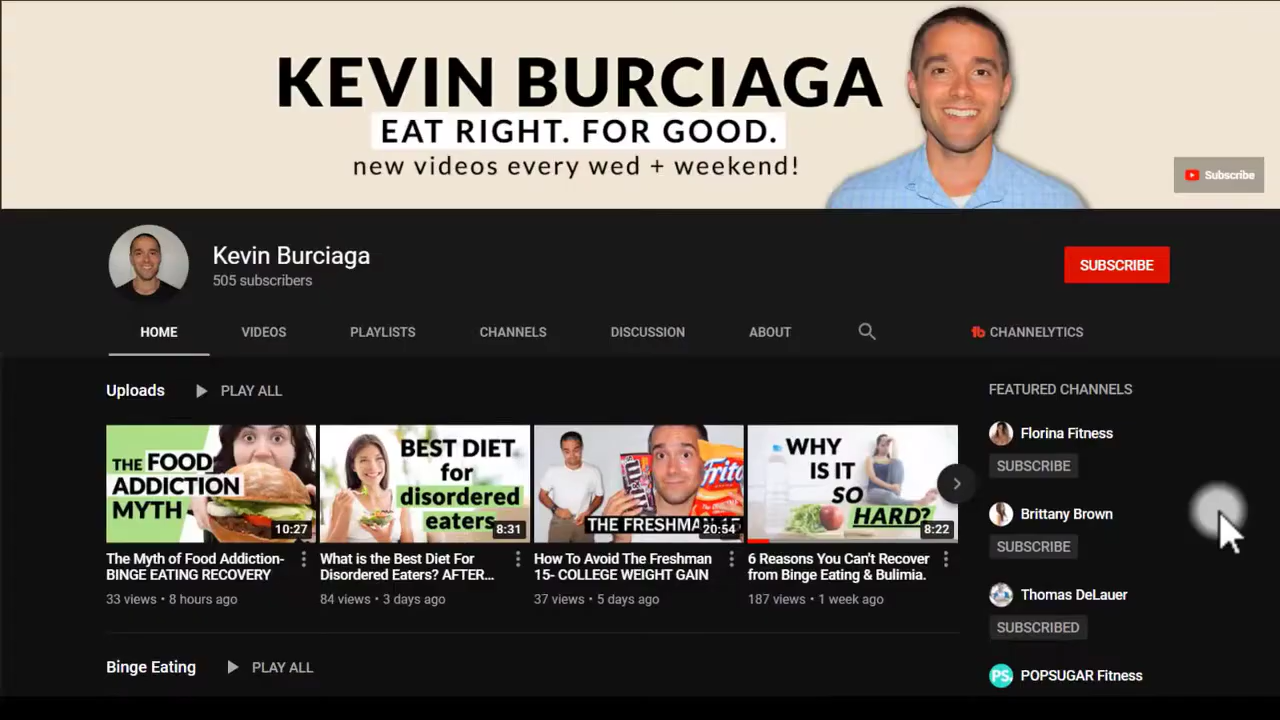 KEVIN BURCIAGA
EAT RIGHT. FOR GOOD.
new videos every wed + weekend!
Subscribe
Kevin Burciaga
505 subscribers
SUBSCRIBE
HOME VIDEOS PLAYLISTS CHANNELS DISCUSSION ABOUT tb CHANNELYTICS
Uploads PLAY ALL
THE FOOD
ADDICTION
MYTH
10:27
The Myth of Food Addiction-
BINGE EATING RECOVERY
33 views • 8 hours ago
BEST DIET
for
disordered
eaters
8:31
What is the Best Diet For
Disordered Eaters? AFTER...
84 views • 3 days ago
Frito
THE FRESHMAN
20:54
How To Avoid The Freshman
15- COLLEGE WEIGHT GAIN
37 views • 5 days ago
WHY
IS IT
SO
HARD?
8:22
6 Reasons You Can't Recover
from Binge Eating & Bulimia.
187 views • 1 week ago
FEATURED CHANNELS
Florina Fitness
SUBSCRIBE
Brittany Brown
SUBSCRIBE
Thomas DeLauer
SUBSCRIBED
PS.
POPSUGAR Fitness
Binge Eating PLAY ALL